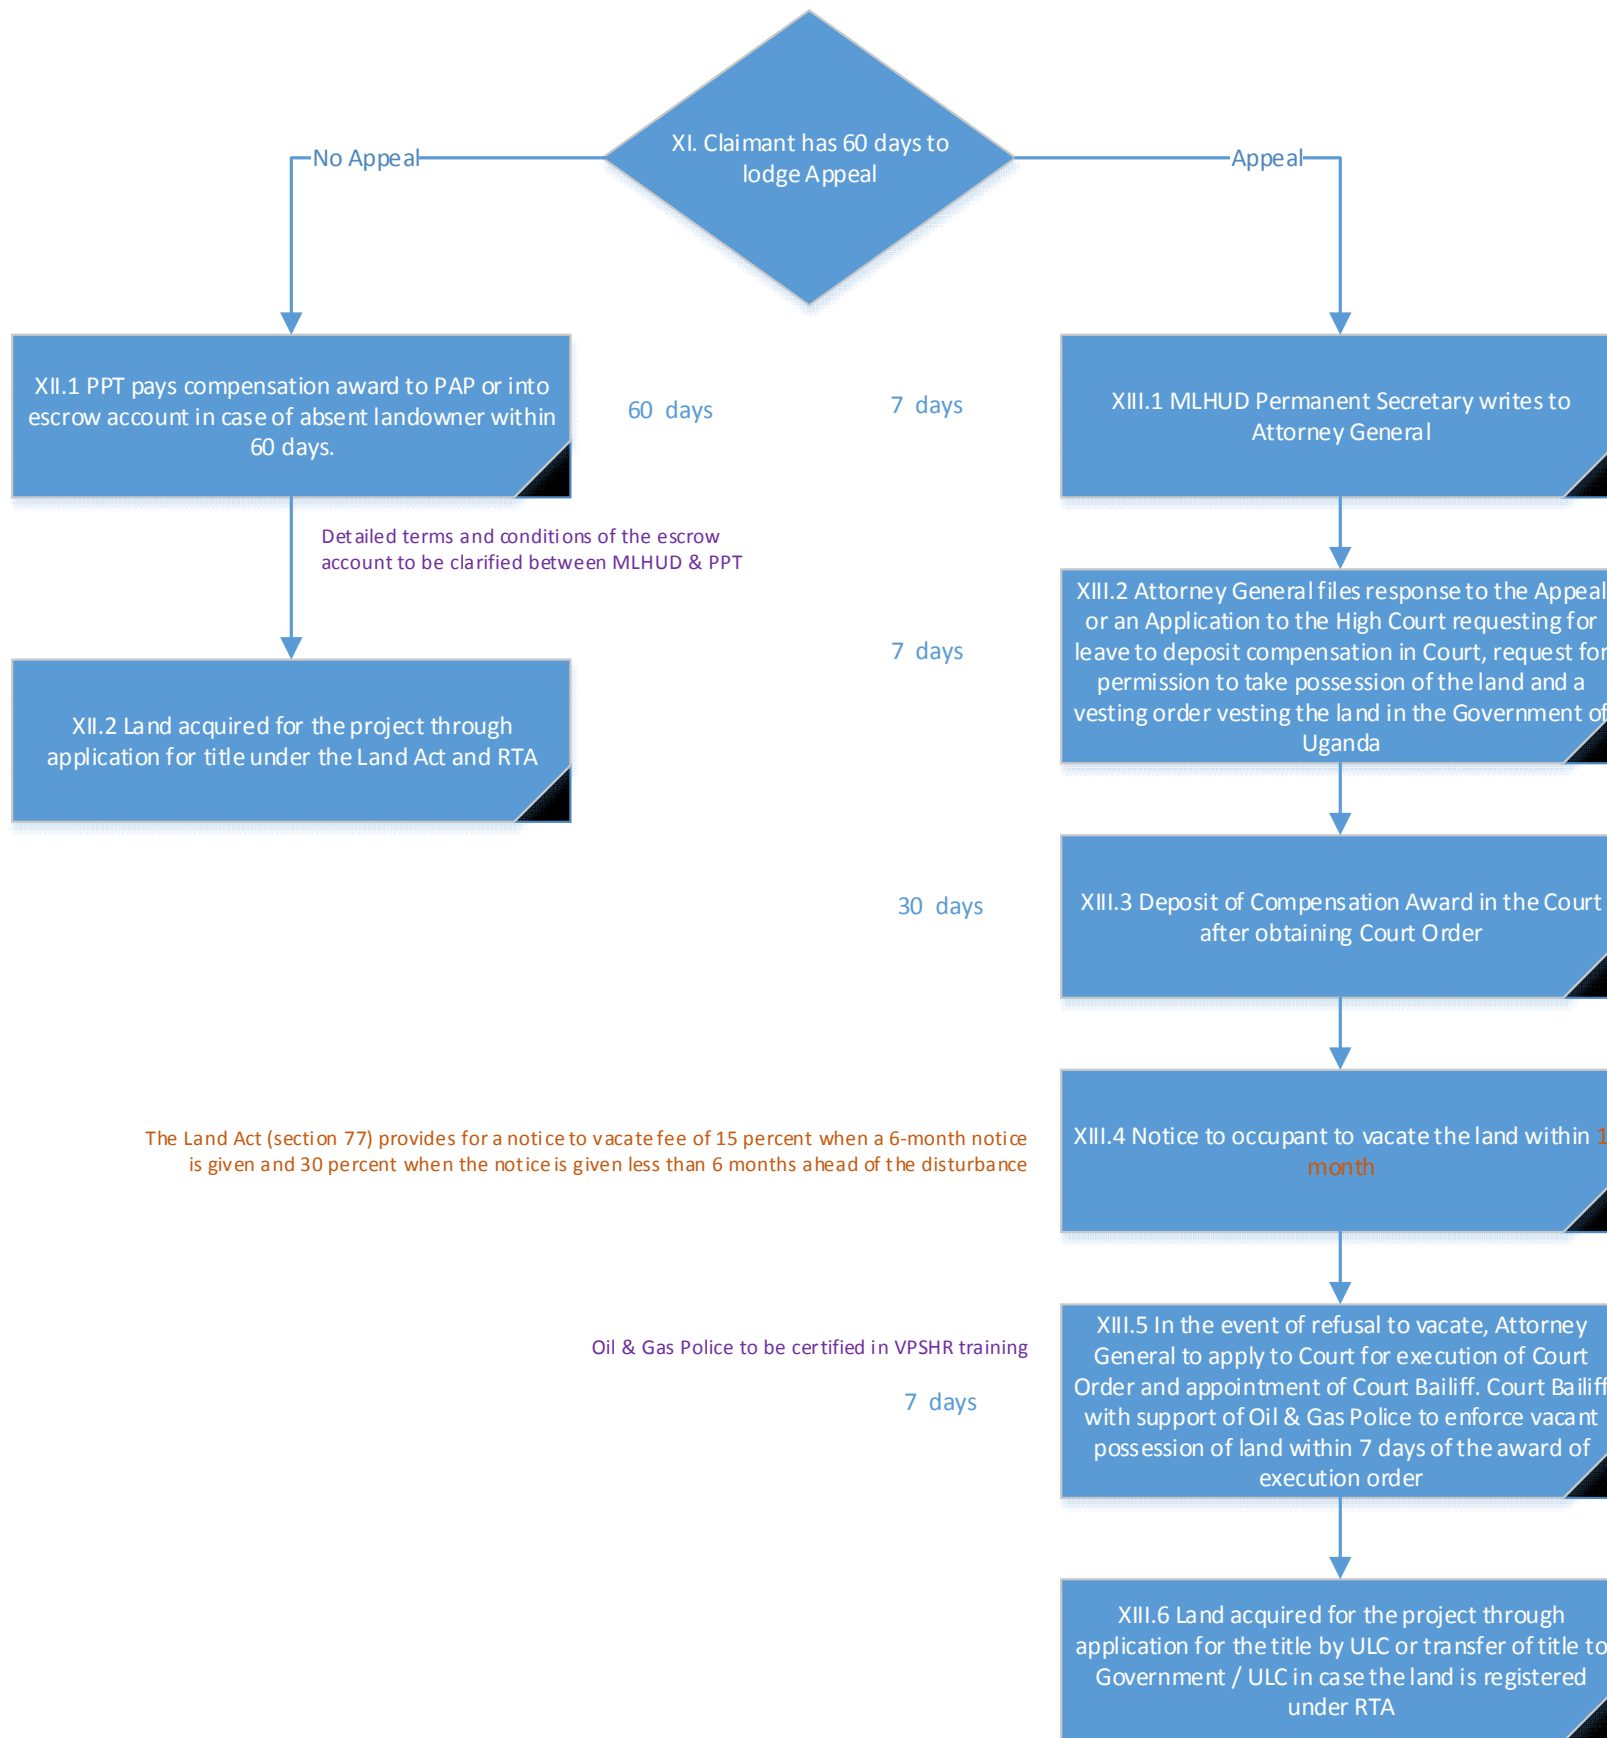 XI. Claimant has 60 days to
lodge Appeal
No Appeal
Appeal
XII.1 PPT pays compensation award to PAP or into
escrow account in case of absent landowner within
60 days.
60 days
7 days
XIII.1 MLHUD Permanent Secretary writes to
Attorney General
Detailed terms and conditions of the escrow
account to be clarified between MLHUD & PPT
XIII.2 Attorney General files response to the Appeal
or an Application to the High Court requesting for
leave to deposit compensation in Court, request for
permission to take possession of the land and a
vesting order vesting the land in the Government of
Uganda
7 days
XII.2 Land acquired for the project through
application for title under the Land Act and RTA
30 days
XIII.3 Deposit of Compensation Award in the Court
after obtaining Court Order
The Land Act (section 77) provides for a notice to vacate fee of 15 percent when a 6-month notice
is given and 30 percent when the notice is given less than 6 months ahead of the disturbance
XIII.4 Notice to occupant to vacate the land within 1
month
Oil & Gas Police to be certified in VPSHR training
7 days
XIII.5 In the event of refusal to vacate, Attorney
General to apply to Court for execution of Court
Order and appointment of Court Bailiff. Court Bailiff
with support of Oil & Gas Police to enforce vacant
possession of land within 7 days of the award of
execution order
XIII.6 Land acquired for the project through
application for the title by ULC or transfer of title to
Government / ULC in case the land is registered
under RTA